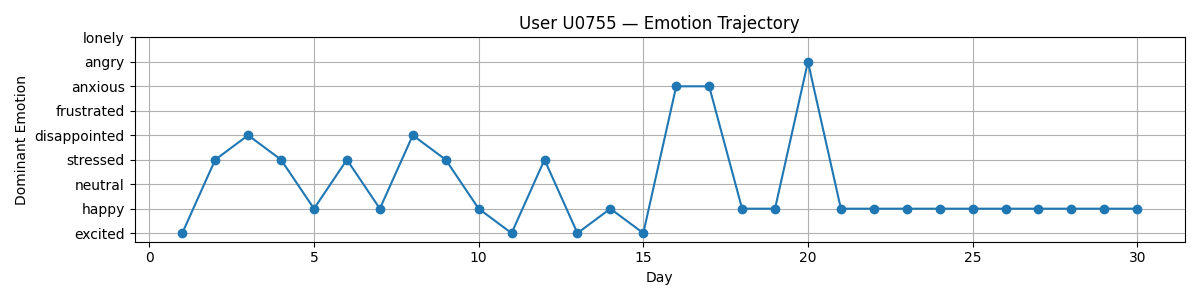 User U0755 — Emotion Trajectory
Dominant Emotion
lonely
angry
anxious
frustrated
disappointed
stressed
neutral
happy
excited
0 5 10 15 20 25 30
Day